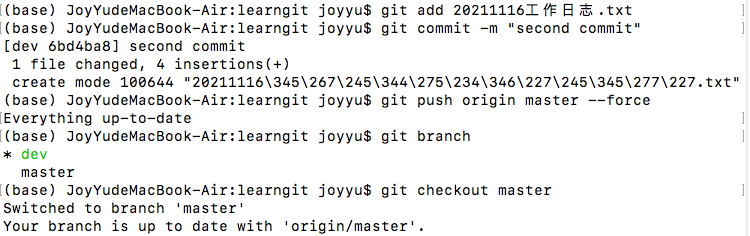 [(base) JoyYudeMacBook-Air:learngit joyyu$ git add 20211116工作日志.txt ]
[(base) JoyYudeMacBook-Air:learngit joyyu$ git commit -m "second commit" ]
[dev 6bd4ba8] second commit
 1 file changed, 4 insertions(+)
 create mode 100644 "20211116\345\267\245\344\275\234\346\227\245\345\277\227.txt"
[(base) JoyYudeMacBook-Air:learngit joyyu$ git push origin master --force ]
Everything up-to-date
[(base) JoyYudeMacBook-Air:learngit joyyu$ git branch ]
* dev
  master
[(base) JoyYudeMacBook-Air:learngit joyyu$ git checkout master ]
Switched to branch 'master'
Your branch is up to date with 'origin/master'.